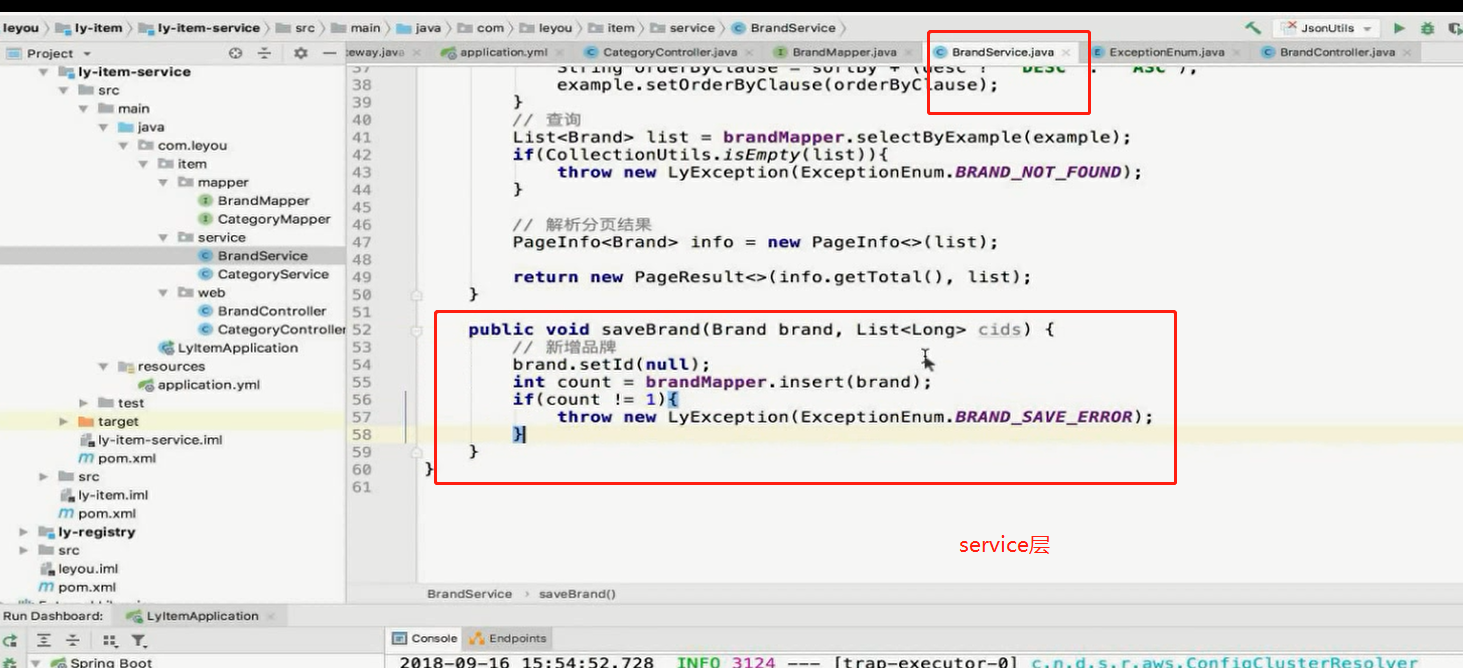 leyou ly-item ly-item-service src main java com leyou item service BrandService JsonUtils
Project eway.java application.yml CategoryController.java BrandMapper.java BrandService.java ExceptionEnum.java BrandController.java
ly-item-service
src
main
java
com.leyou
item
mapper
BrandMapper
CategoryMapper
service
BrandService
CategoryService
web
BrandController
CategoryController
LyItemApplication
resources
application.yml
test
target
ly-item-service.iml
pom.xml
src
ly-item.iml
pom.xml
ly-registry
src
leyou.iml
pom.xml
37 String orderByClause = sortBy + (desc ? " DESC" : " ASC");
38 example.setOrderByClause(orderByClause);
39 }
40 // 查询
41 List<Brand> list = brandMapper.selectByExample(example);
42 if(CollectionUtils.isEmpty(list)){
43 throw new LyException(ExceptionEnum.BRAND_NOT_FOUND);
44 }
45
46 // 解析分页结果
47 PageInfo<Brand> info = new PageInfo<>(list);
48
49 return new PageResult<>(info.getTotal(), list);
50 }
51
52 public void saveBrand(Brand brand, List<Long> cids) {
53 // 新增品牌
54 brand.setId(null);
55 int count = brandMapper.insert(brand);
56 if(count != 1){
57 throw new LyException(ExceptionEnum.BRAND_SAVE_ERROR);
58 }
59 }
60 }
61
service层
BrandService › saveBrand()
Run Dashboard: LyItemApplication
Console Endpoints
Spring Boot
2018-09-16 15:54:52.728 INFO 3124 --- [trap-executor-0] c.n.d.s.r.aws.ConfigClusterResolver